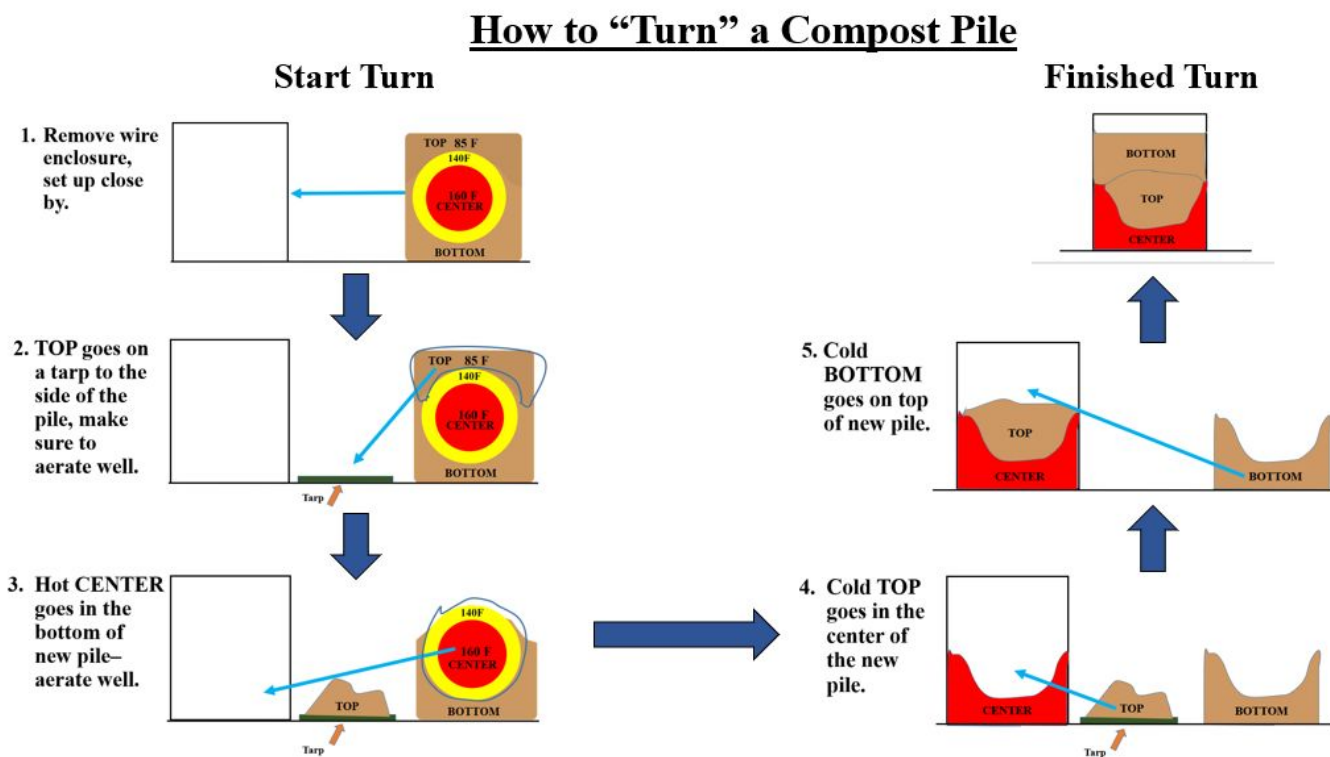 How to “Turn” a Compost Pile
Start Turn
1. Remove wire
enclosure,
set up close
by.
TOP 85 F
140F
160 F
CENTER
BOTTOM
2. TOP goes on
a tarp to the
side of the
pile, make
sure to
aerate well.
TOP 85 F
140F
160 F
CENTER
BOTTOM
Tarp
3. Hot CENTER
goes in the
bottom of
new pile–
aerate well.
140F
160 F
CENTER
TOP
BOTTOM
Tarp
4. Cold TOP
goes in the
center of
the new
pile.
CENTER
TOP
BOTTOM
Tarp
5. Cold
BOTTOM
goes on top
of new pile.
TOP
CENTER
BOTTOM
Finished Turn
BOTTOM
TOP
CENTER